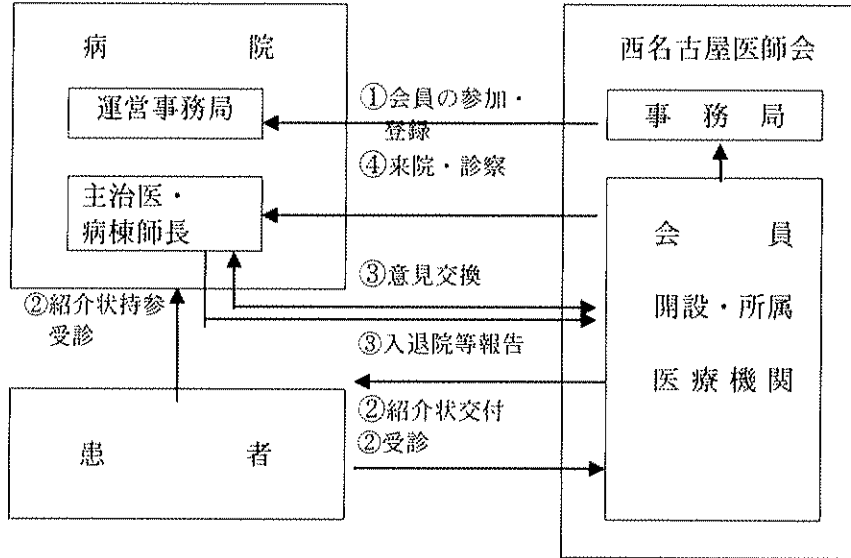 病　　院
運営事務局
主治医・
病棟師長
①会員の参加・
登録
④来院・診察
③意見交換
③入退院等報告
②紹介状持参
受診
②紹介状交付
②受診
患　　者
西名古屋医師会
事　務　局
会　　員
開設・所属
医 療 機 関